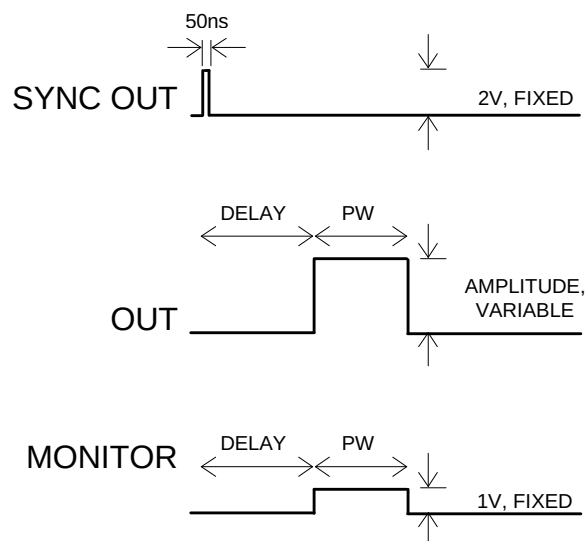 50ns
SYNC OUT
2V, FIXED
DELAY
PW
AMPLITUDE,
VARIABLE
OUT
DELAY
PW
MONITOR
1V, FIXED